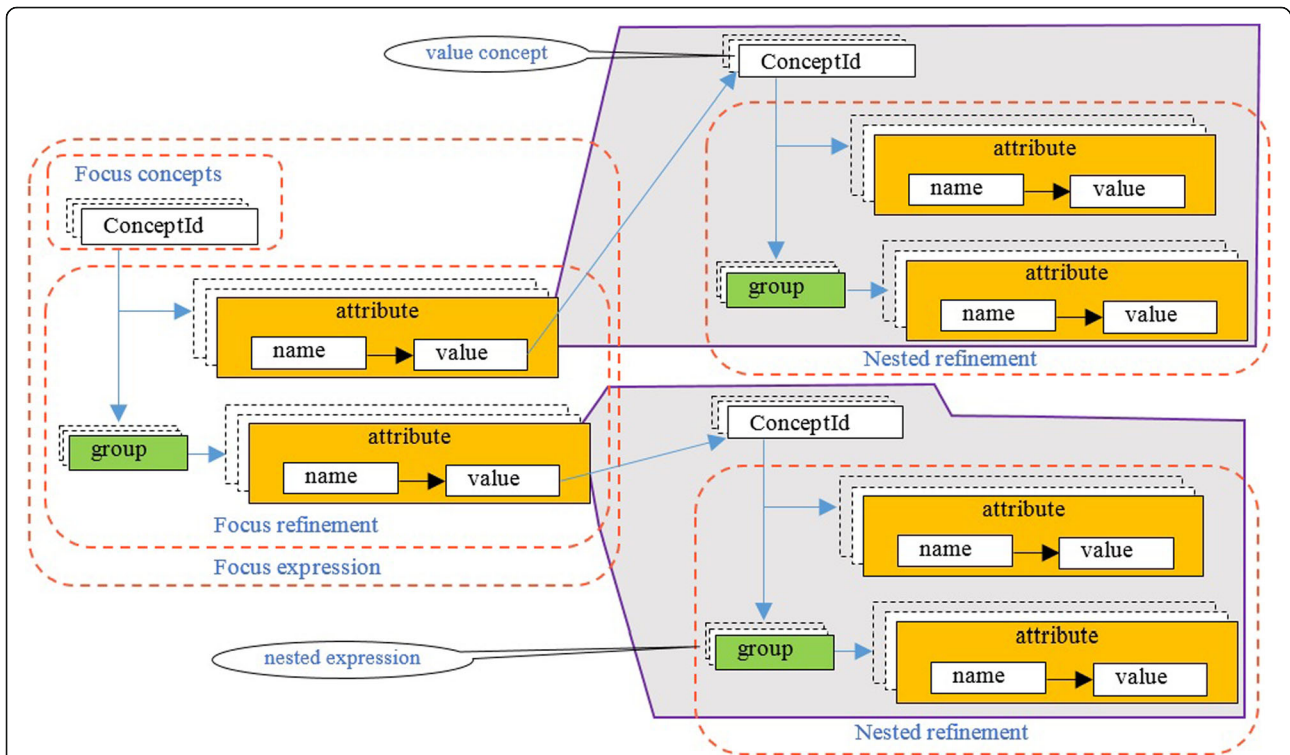 value concept
ConceptId
attribute
name
value
group
attribute
name
value
Nested refinement
Focus concepts
ConceptId
attribute
name
value
group
attribute
name
value
Focus refinement
Focus expression
ConceptId
attribute
name
value
nested expression
group
attribute
name
value
Nested refinement